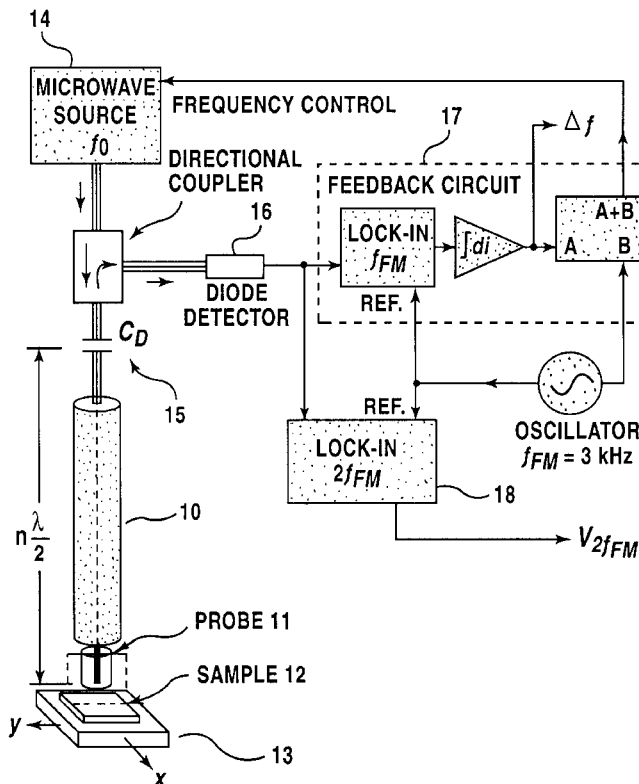 14
MICROWAVE
SOURCE
f0
FREQUENCY CONTROL
DIRECTIONAL
COUPLER
17
Δf
FEEDBACK CIRCUIT
16
LOCK-IN
fFM
∫di
A+B
A
B
DIODE
DETECTOR
REF.
CD
15
REF.
OSCILLATOR
fFM = 3 kHz
LOCK-IN
2fFM
18
10
n λ/2
V2fFM
PROBE 11
SAMPLE 12
y
x
13